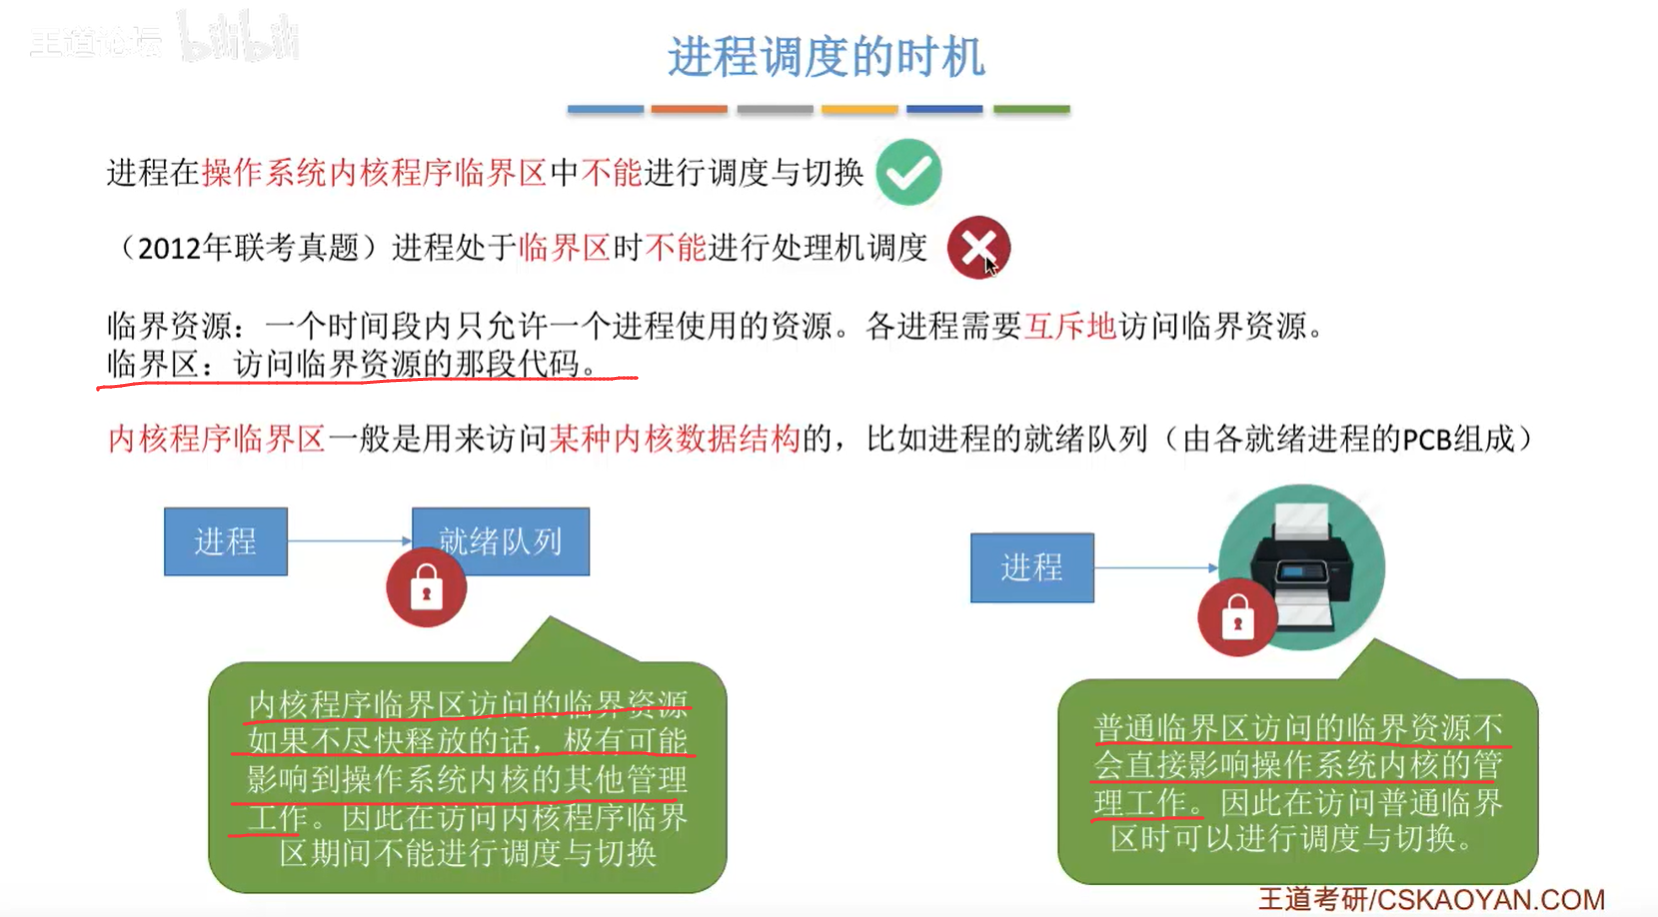 王道论坛 bilibili
进程调度的时机
进程在操作系统内核程序临界区中不能进行调度与切换
（2012年联考真题）进程处于临界区时不能进行处理机调度
临界资源：一个时间段内只允许一个进程使用的资源。各进程需要互斥地访问临界资源。
临界区：访问临界资源的那段代码。
内核程序临界区一般是用来访问某种内核数据结构的，比如进程的就绪队列（由各就绪进程的PCB组成）
进程
就绪队列
内核程序临界区访问的临界资源
如果不尽快释放的话，极有可能
影响到操作系统内核的其他管理
工作。因此在访问内核程序临界
区期间不能进行调度与切换
进程
普通临界区访问的临界资源不
会直接影响操作系统内核的管
理工作。因此在访问普通临界
区时可以进行调度与切换。
王道考研/CSKAOYAN.COM